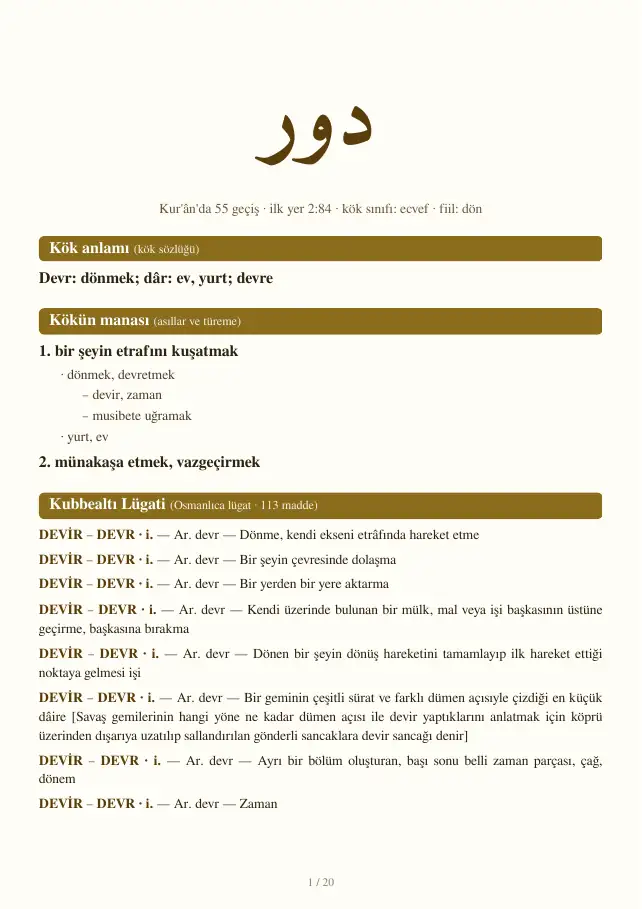 دور
Kur'ân'da 55 geçiş · ilk yer 2:84 · kök sınıfı: ecvef · fiil: dön
Kök anlamı (kök sözlüğü)
Devr: dönmek; dâr: ev, yurt; devre
Kökün manası (asıllar ve türeme)
1. bir şeyin etrafını kuşatmak
· dönmek, devretmek
– devir, zaman
– musibete uğramak
· yurt, ev
2. münakaşa etmek, vazgeçirmek
Kubbealtı Lügati (Osmanlıca lügat · 113 madde)
DEVİR – DEVR · i. — Ar. devr — Dönme, kendi ekseni etrâfında hareket etme
DEVİR – DEVR · i. — Ar. devr — Bir şeyin çevresinde dolaşma
DEVİR – DEVR · i. — Ar. devr — Bir yerden bir yere aktarma
DEVİR – DEVR · i. — Ar. devr — Kendi üzerinde bulunan bir mülk, mal veya işi başkasının üstüne
geçirme, başkasına bırakma
DEVİR – DEVR · i. — Ar. devr — Dönen bir şeyin dönüş hareketini tamamlayıp ilk hareket ettiği
noktaya gelmesi işi
DEVİR – DEVR · i. — Ar. devr — Bir geminin çeşitli sürat ve farklı dümen açısıyle çizdiği en küçük
dâire [Savaş gemilerinin hangi yöne ne kadar dümen açısı ile devir yaptıklarını anlatmak için köprü
üzerinden dışarıya uzatılıp sallandırılan gönderli sancaklara devir sancağı denir]
DEVİR – DEVR · i. — Ar. devr — Ayrı bir bölüm oluşturan, başı sonu belli zaman parçası, çağ,
dönem
DEVİR – DEVR · i. — Ar. devr — Zaman
1 / 20